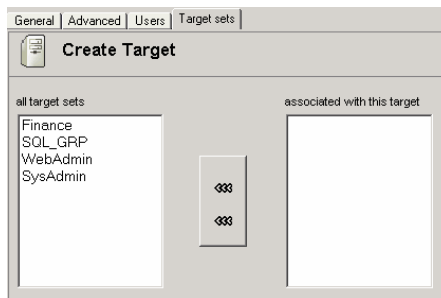 General Advanced Users Target sets
Create Target
all target sets
associated with this target
Finance
SQL_GRP
WebAdmin
SysAdmin